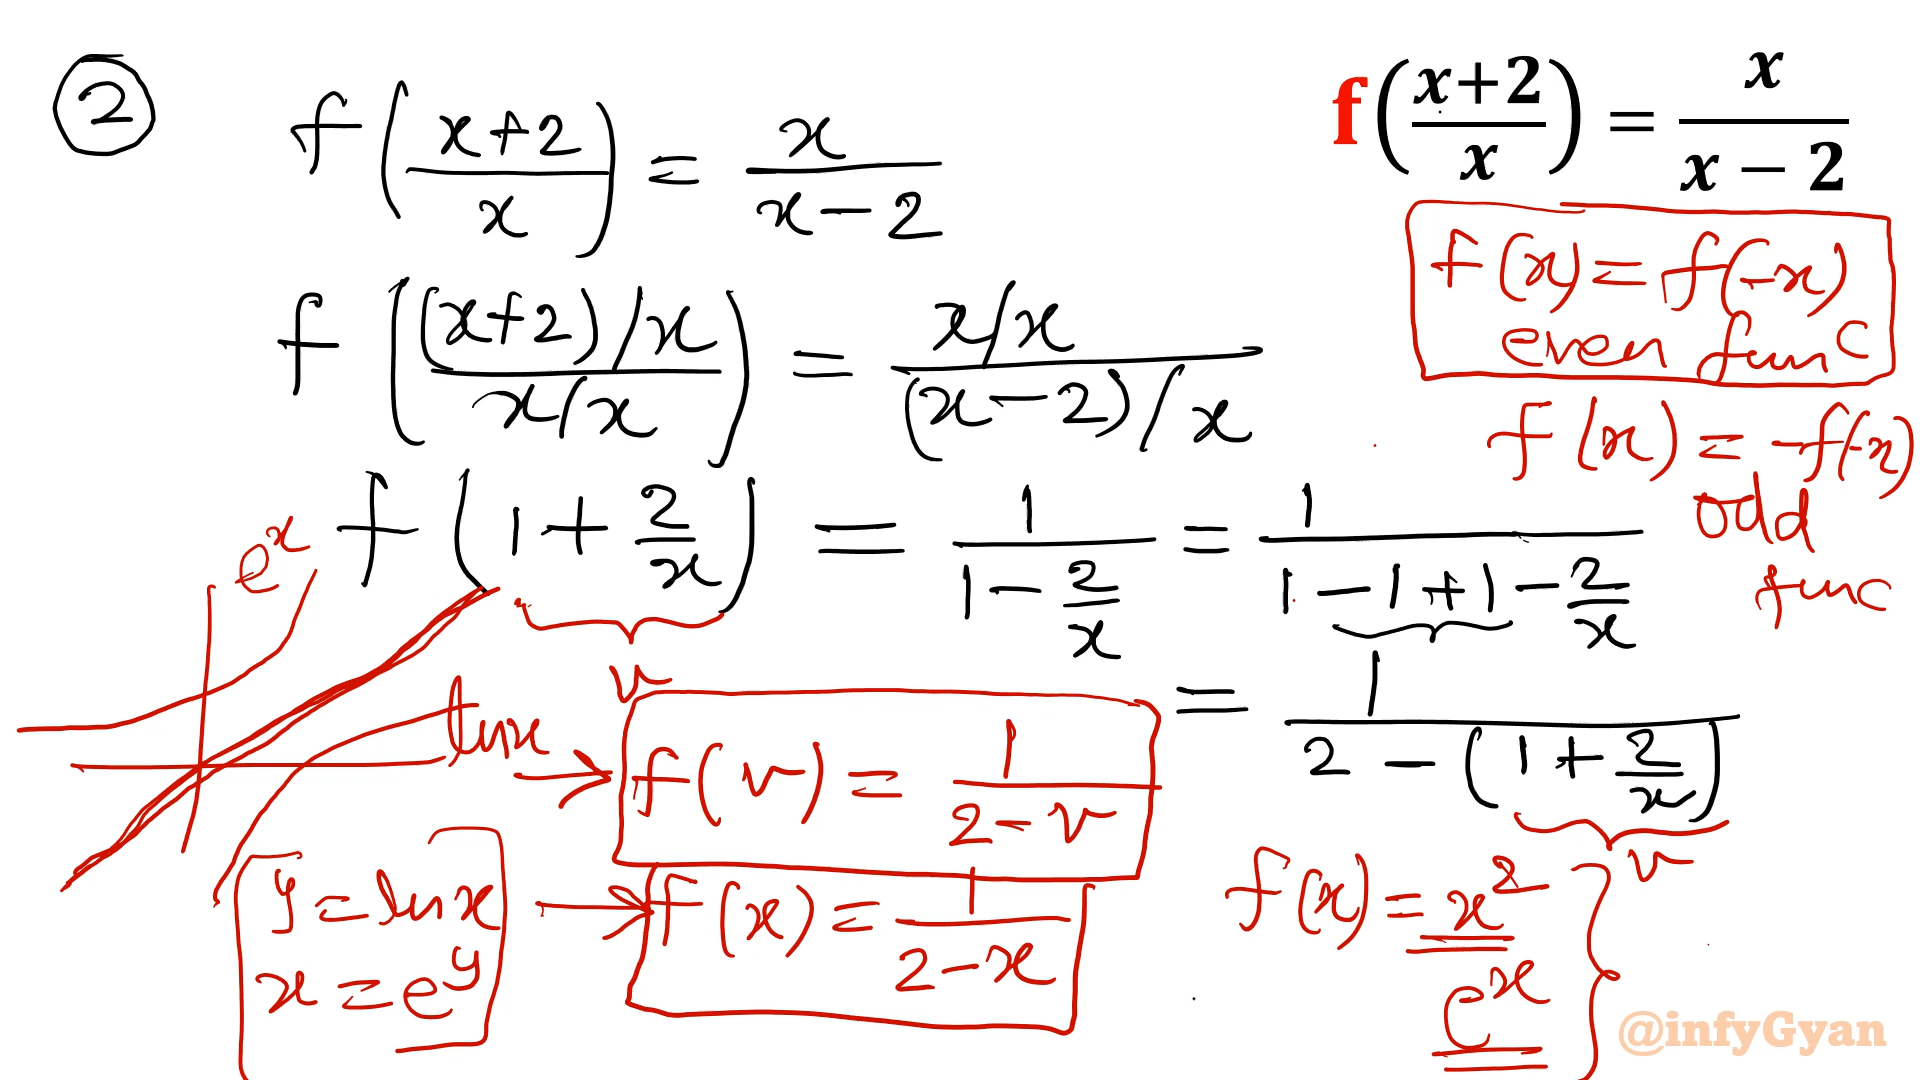 ②
f((x+2)/x) = x/(x-2)
f(((x+2)/x)/(x/x)) = (x/x)/((x-2)/x)
f(1 + 2/x) = 1/(1 - 2/x) = 1/(1 - 1 + 1 - 2/x)
v
= 1/(2 - (1 + 2/x))
v
f(v) = 1/(2-v)
f(x) = 1/(2-x)
e^x
lnx
y = lnx
x = e^y
f((x+2)/x) = x/(x − 2)
f(x) = f(-x)
even func
f(x) = -f(-x)
odd
func
f(x) = x²
e^x
@infyGyan